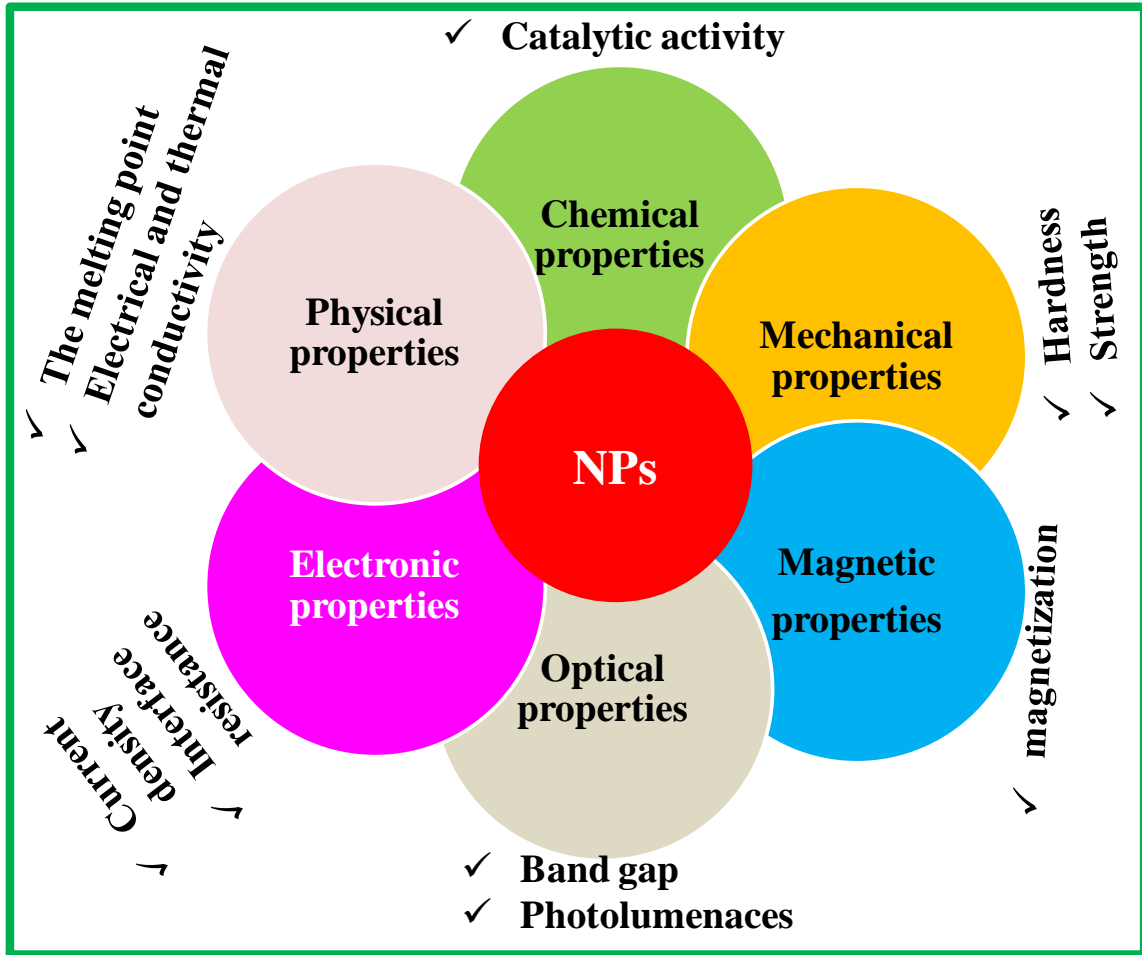 ✓ Catalytic activity
Chemical
properties
✓ The melting point
✓ Electrical and thermal
conductivity
Physical
properties
Mechanical
properties
✓ Hardness
✓ Strength
NPs
Electronic
properties
Magnetic
properties
✓ magnetization
Optical
properties
✓ Current
density
✓ Interface
resistance
✓ Band gap
✓ Photolumenaces